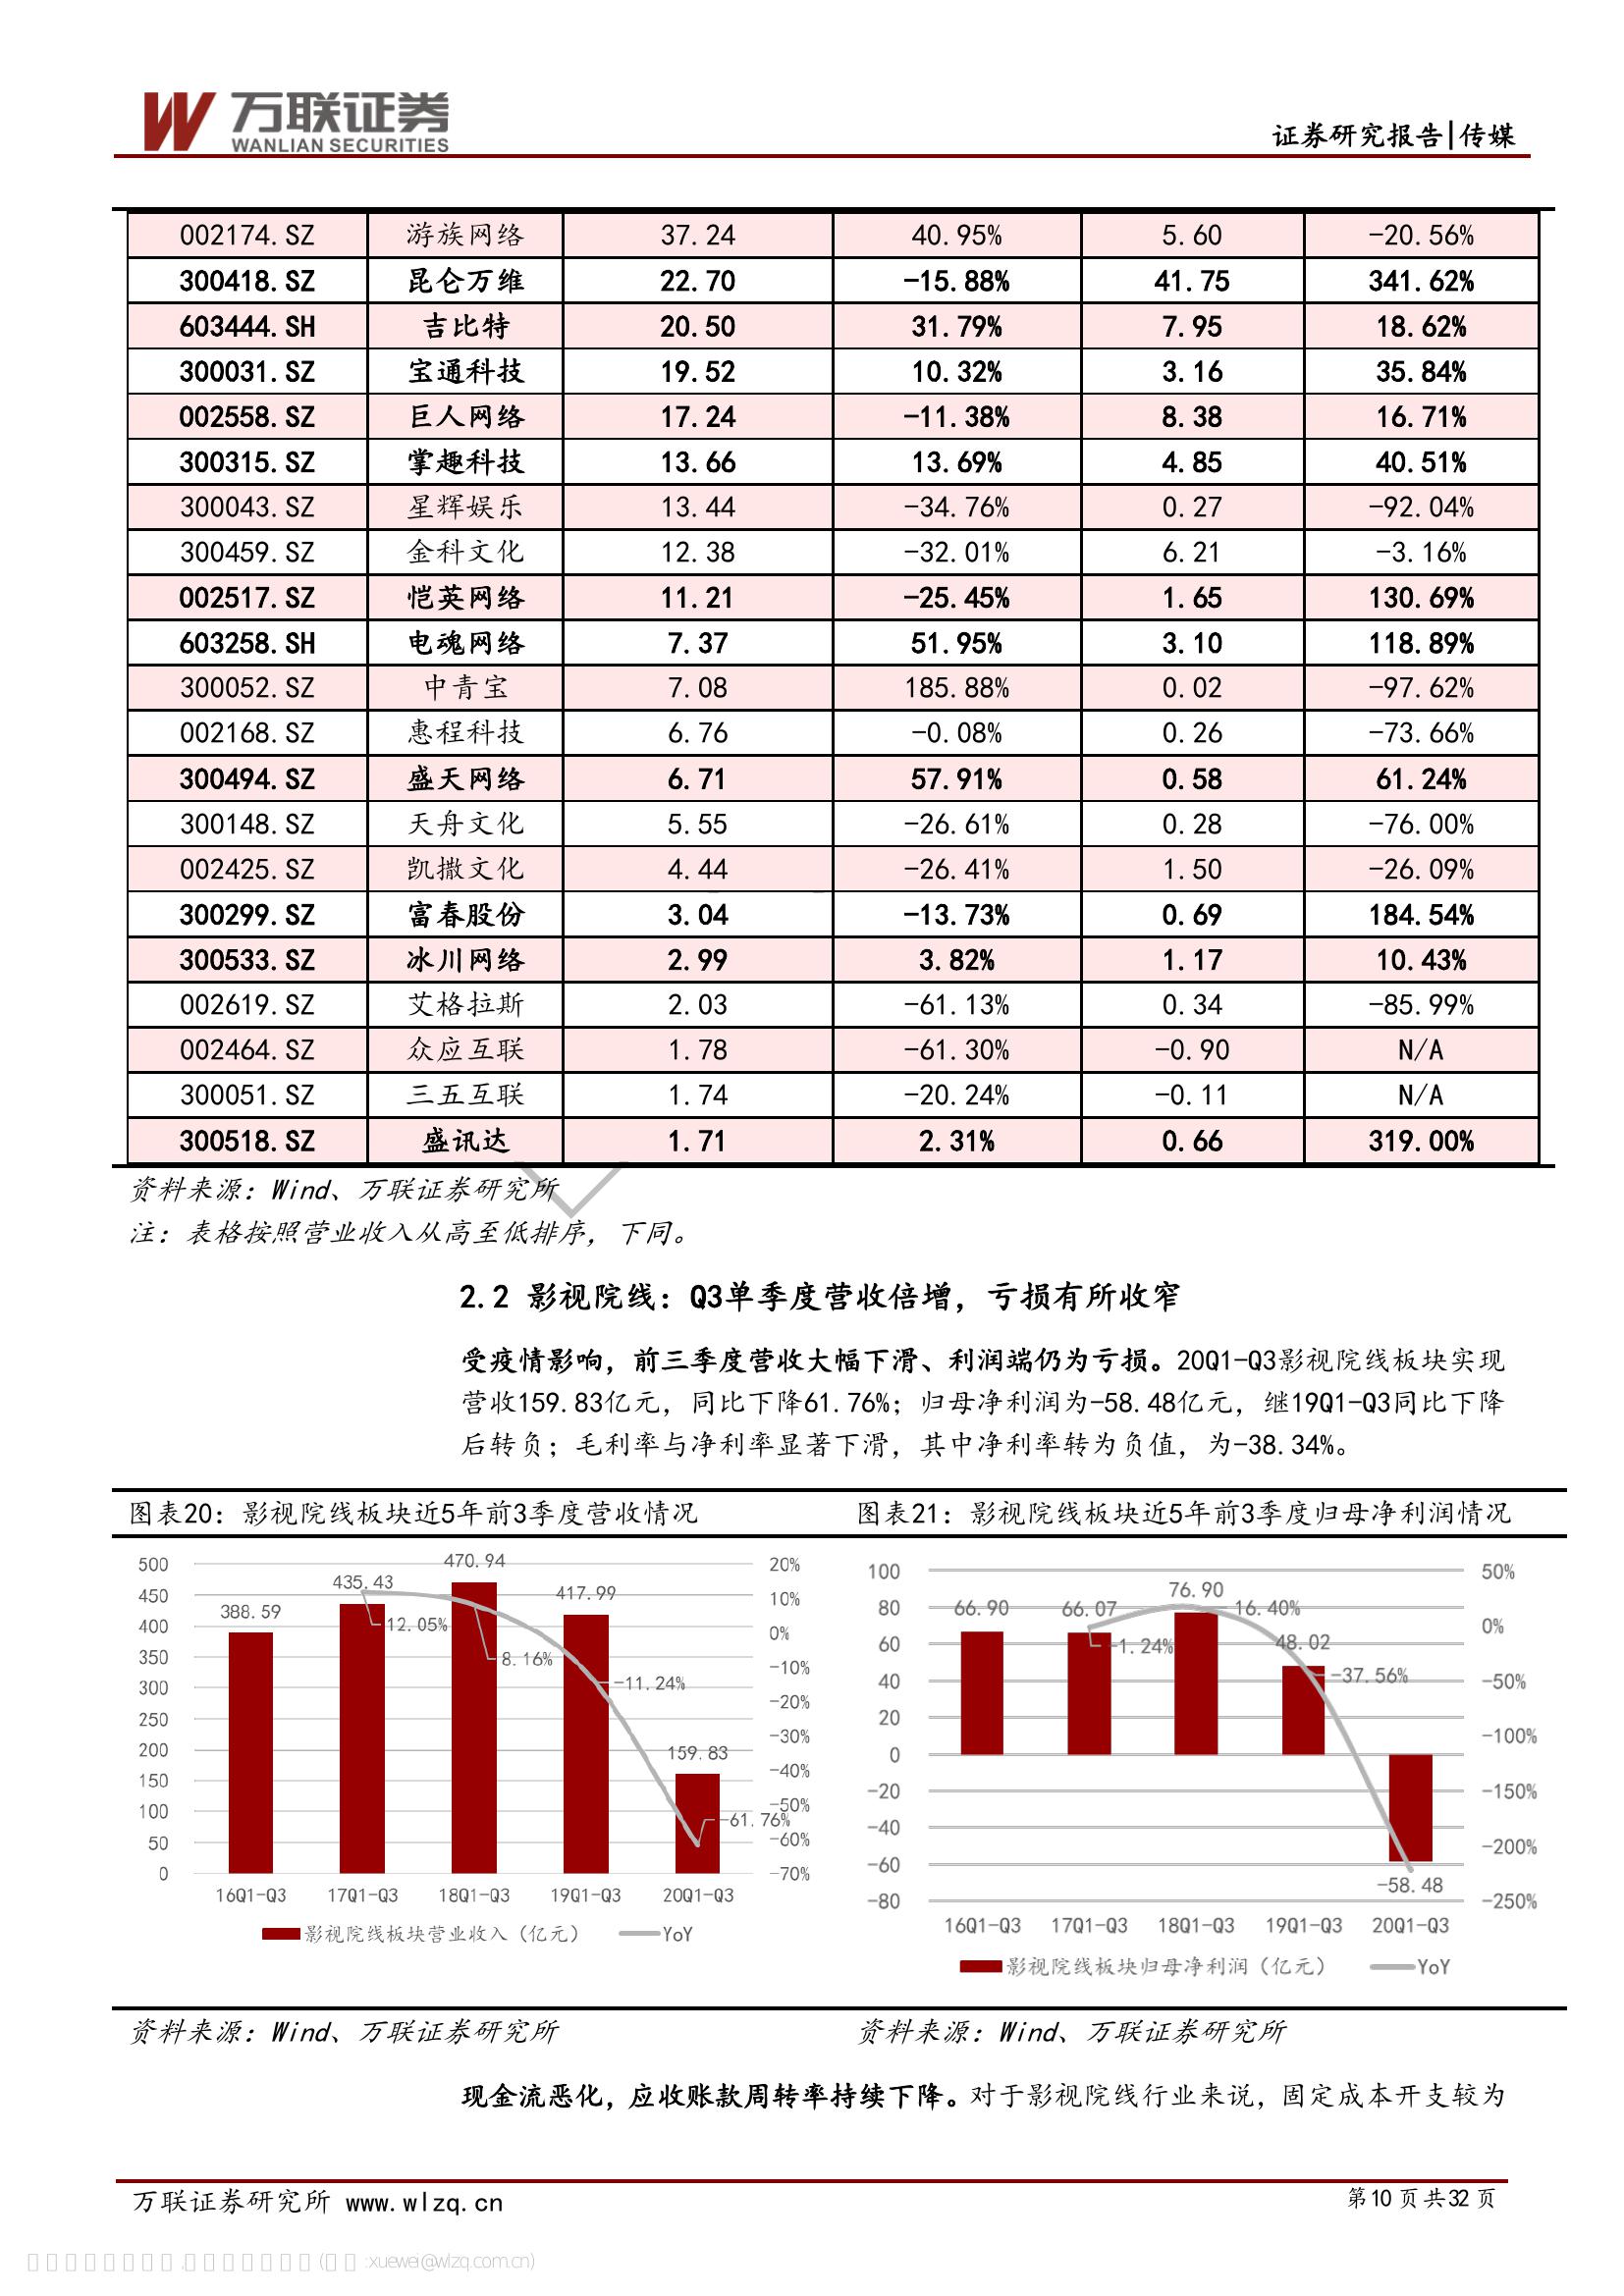 万联证券
WANLIAN SECURITIES
证券研究报告|传媒
002174.SZ 游族网络 37.24 40.95% 5.60 -20.56%
300418.SZ 昆仑万维 22.70 -15.88% 41.75 341.62%
603444.SH 吉比特 20.50 31.79% 7.95 18.62%
300031.SZ 宝通科技 19.52 10.32% 3.16 35.84%
002558.SZ 巨人网络 17.24 -11.38% 8.38 16.71%
300315.SZ 掌趣科技 13.66 13.69% 4.85 40.51%
300043.SZ 星辉娱乐 13.44 -34.76% 0.27 -92.04%
300459.SZ 金科文化 12.38 -32.01% 6.21 -3.16%
002517.SZ 恺英网络 11.21 -25.45% 1.65 130.69%
603258.SH 电魂网络 7.37 51.95% 3.10 118.89%
300052.SZ 中青宝 7.08 185.88% 0.02 -97.62%
002168.SZ 惠程科技 6.76 -0.08% 0.26 -73.66%
300494.SZ 盛天网络 6.71 57.91% 0.58 61.24%
300148.SZ 天舟文化 5.55 -26.61% 0.28 -76.00%
002425.SZ 凯撒文化 4.44 -26.41% 1.50 -26.09%
300299.SZ 富春股份 3.04 -13.73% 0.69 184.54%
300533.SZ 冰川网络 2.99 3.82% 1.17 10.43%
002619.SZ 艾格拉斯 2.03 -61.13% 0.34 -85.99%
002464.SZ 众应互联 1.78 -61.30% -0.90 N/A
300051.SZ 三五互联 1.74 -20.24% -0.11 N/A
300518.SZ 盛讯达 1.71 2.31% 0.66 319.00%
资料来源：Wind、万联证券研究所
注：表格按照营业收入从高至低排序，下同。
2.2 影视院线：Q3单季度营收倍增，亏损有所收窄
受疫情影响，前三季度营收大幅下滑、利润端仍为亏损。20Q1-Q3影视院线板块实现
营收159.83亿元，同比下降61.76%；归母净利润为-58.48亿元，继19Q1-Q3同比下降
后转负；毛利率与净利率显著下滑，其中净利率转为负值，为-38.34%。
图表20：影视院线板块近5年前3季度营收情况
500 450 400 350 300 250 200 150 100 50 0
388.59 435.43 470.94 417.99 159.83
12.05% 8.16% -11.24% -61.76%
20% 10% 0% -10% -20% -30% -40% -50% -60% -70%
16Q1-Q3 17Q1-Q3 18Q1-Q3 19Q1-Q3 20Q1-Q3
影视院线板块营业收入（亿元） YoY
图表21：影视院线板块近5年前3季度归母净利润情况
100 80 60 40 20 0 -20 -40 -60 -80
66.90 66.07 76.90 48.02 -58.48
-1.24% 16.40% -37.56%
50% 0% -50% -100% -150% -200% -250%
16Q1-Q3 17Q1-Q3 18Q1-Q3 19Q1-Q3 20Q1-Q3
影视院线板块归母净利润（亿元） YoY
资料来源：Wind、万联证券研究所
资料来源：Wind、万联证券研究所
现金流恶化，应收账款周转率持续下降。对于影视院线行业来说，固定成本开支较为
万联证券研究所 www.wlzq.cn
第10页共32页
:xuewei@wlzq.com.cn)